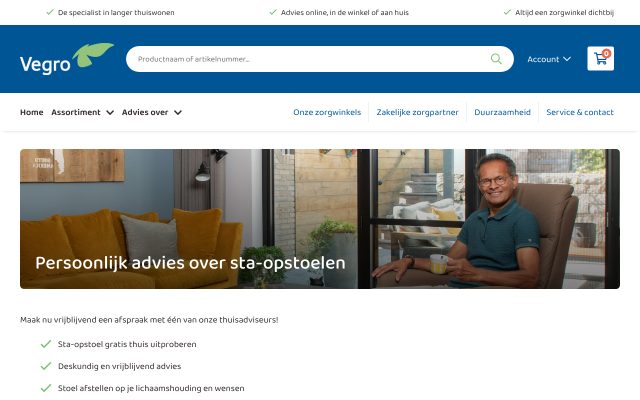 De specialist in langer thuiswonen
Advies online, in de winkel of aan huis
Altijd een zorgwinkel dichtbij
Vegro
Productnaam of artikelnummer...
Account
0
Home
Assortiment
Advies over
Onze zorgwinkels
Zakelijke zorgpartner
Duurzaamheid
Service & contact
Persoonlijk advies over sta-opstoelen
Maak nu vrijblijvend een afspraak met één van onze thuisadviseurs!
Sta-opstoel gratis thuis uitproberen
Deskundig en vrijblijvend advies
Stoel afstellen op je lichaamshouding en wensen